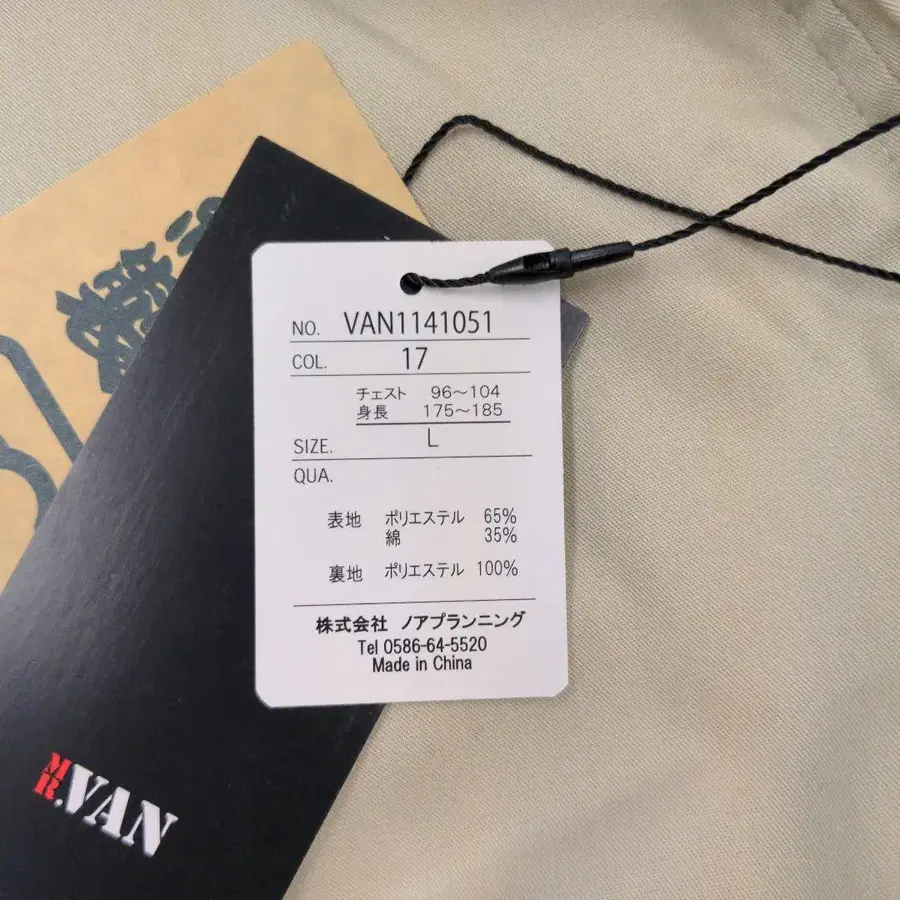 NO. VAN1141051
COL. 17
チェスト 96～104
身長 175～185
SIZE. L
QUA.
表地 ポリエステル 65%
綿 35%
裏地 ポリエステル 100%
株式会社 ノアプランニング
Tel 0586-64-5520
Made in China
MR.VAN